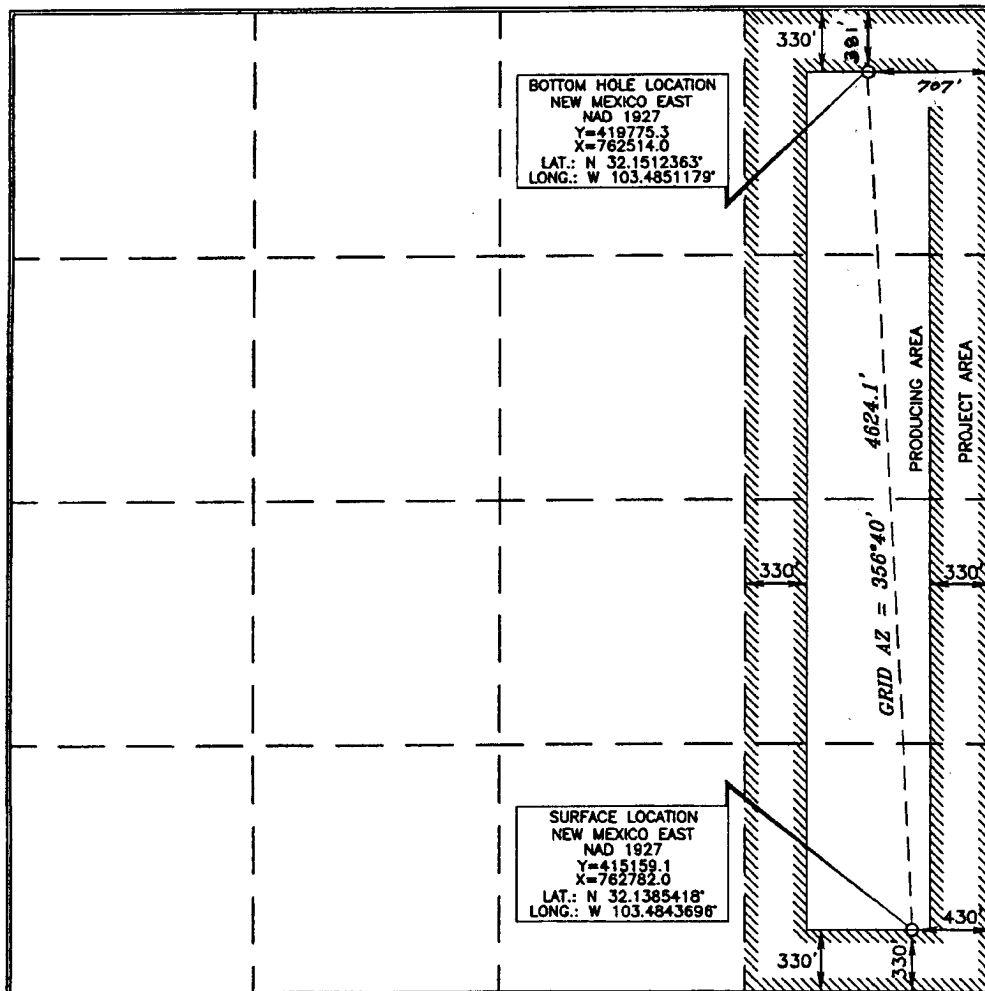 330'
381'
707'
BOTTOM HOLE LOCATION
NEW MEXICO EAST
NAD 1927
Y=419775.3
X=762514.0
LAT.: N 32.1512363°
LONG.: W 103.4851179°
4624.1'
PRODUCING AREA
PROJECT AREA
330'
330'
GRID AZ = 356°40'
SURFACE LOCATION
NEW MEXICO EAST
NAD 1927
Y=415159.1
X=762782.0
LAT.: N 32.1385418°
LONG.: W 103.4843696°
430'
330'
330'